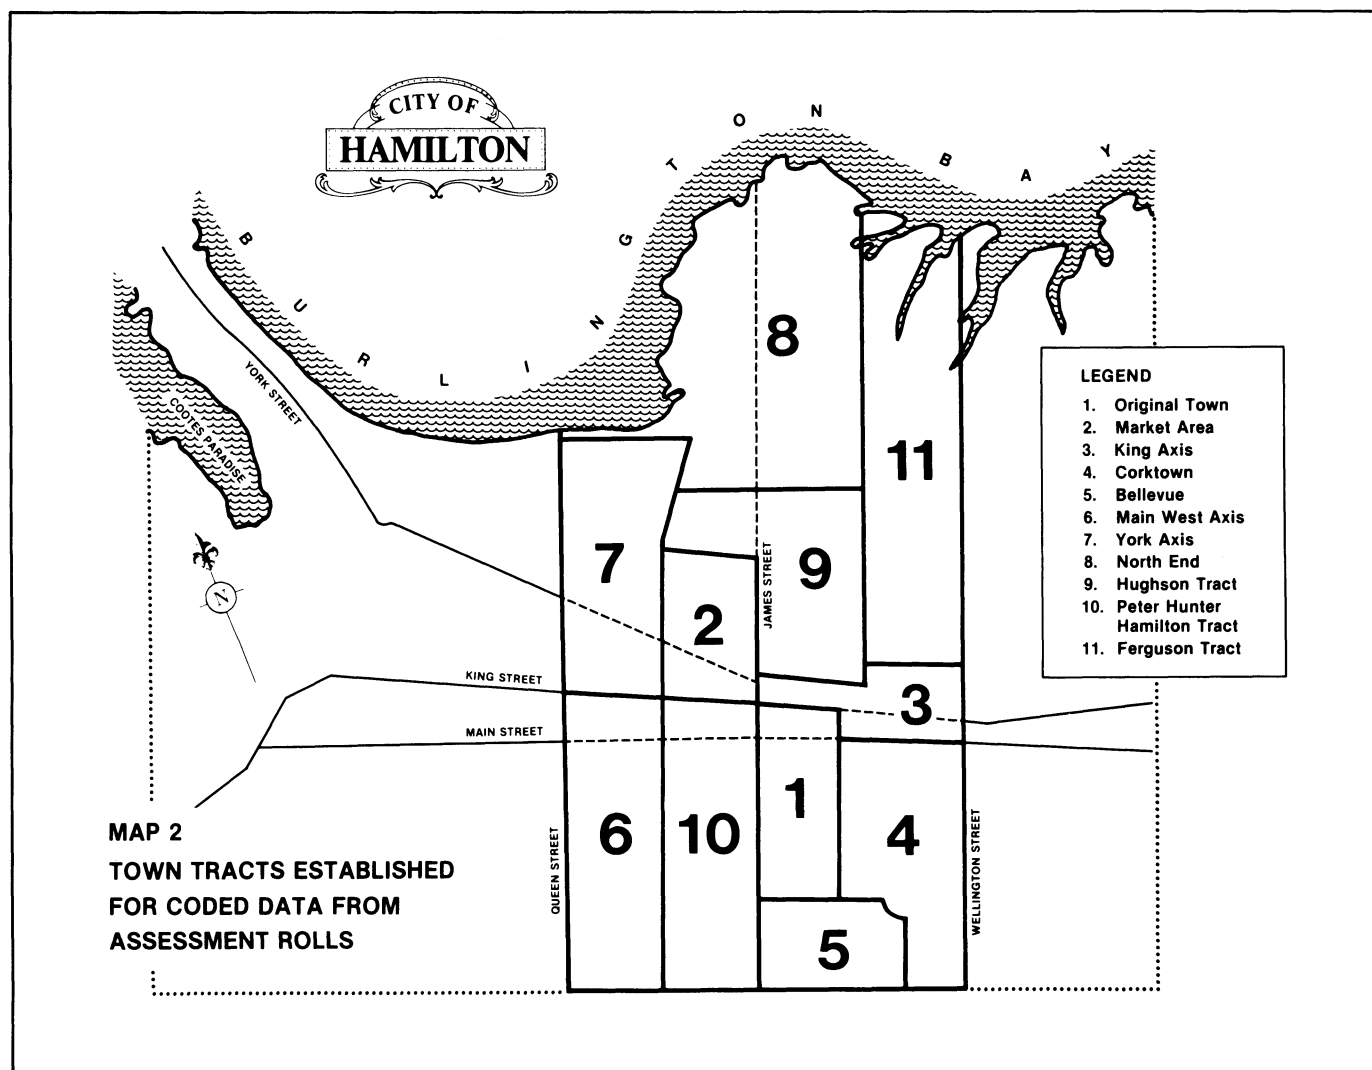 CITY OF
HAMILTON
BURLINGTON BAY
YORK STREET
COOTES PARADISE
N
8
11
7
9
2
JAMES STREET
KING STREET
3
MAIN STREET
1
6
10
4
QUEEN STREET
WELLINGTON STREET
5
LEGEND
1. Original Town
2. Market Area
3. King Axis
4. Corktown
5. Bellevue
6. Main West Axis
7. York Axis
8. North End
9. Hughson Tract
10. Peter Hunter
Hamilton Tract
11. Ferguson Tract
MAP 2
TOWN TRACTS ESTABLISHED
FOR CODED DATA FROM
ASSESSMENT ROLLS